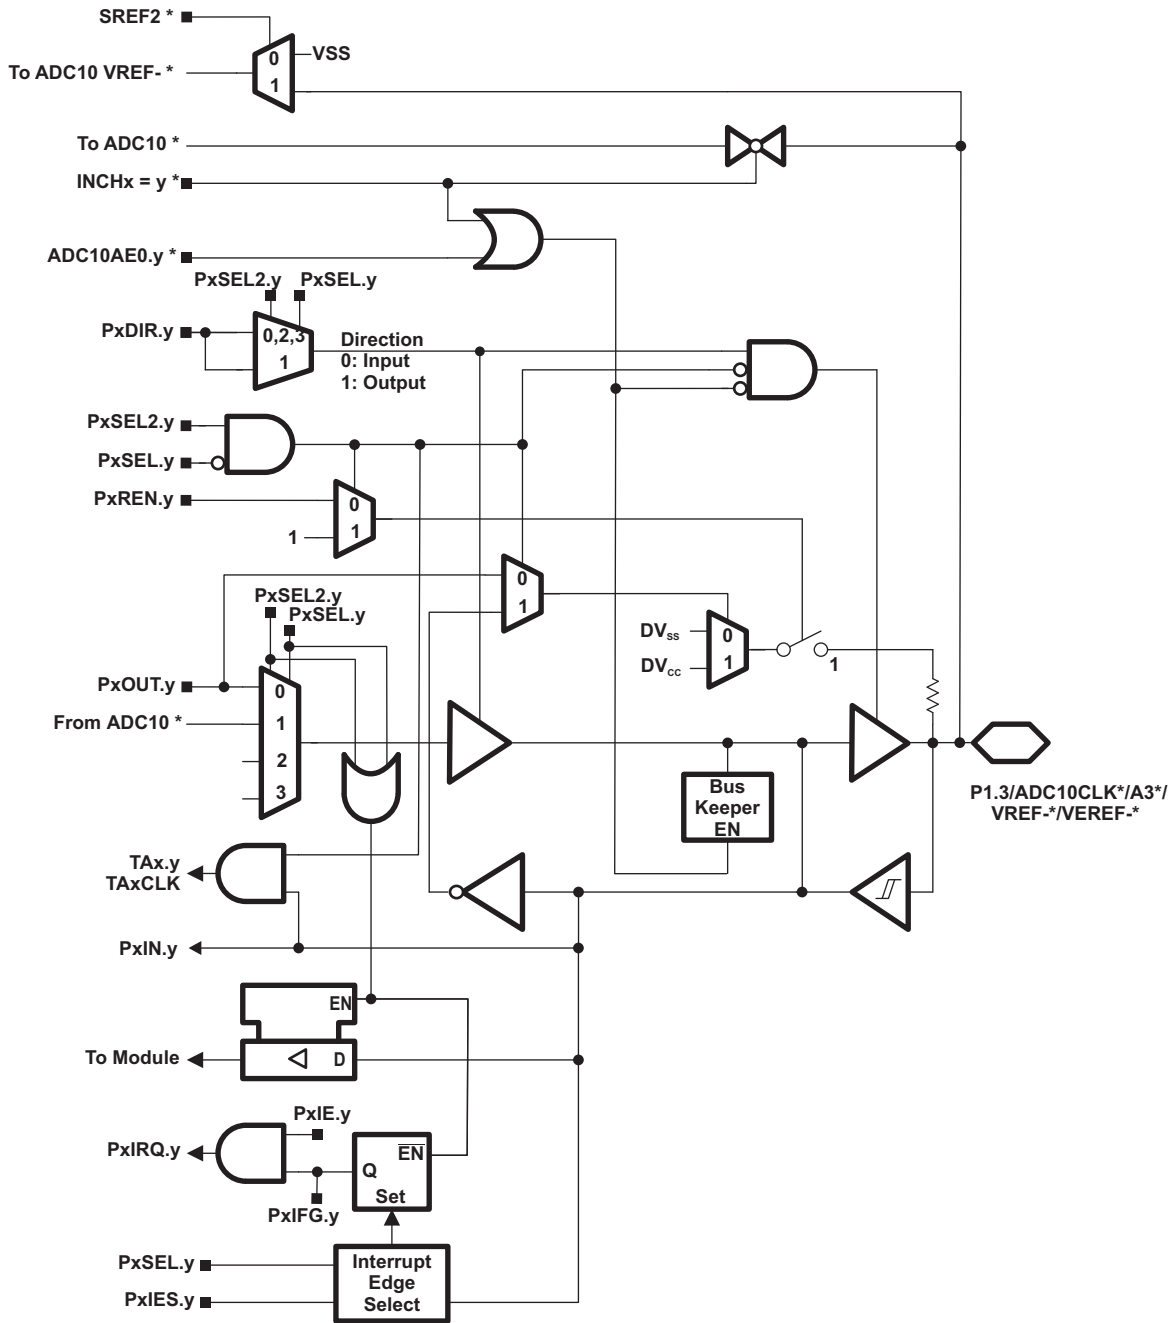 SREF2 *
0
VSS
To ADC10 VREF- *
1
To ADC10 *
INCHx = y *
ADC10AE0.y *
PxSEL2.y
PxSEL.y
PxDIR.y
0,2,3
1
Direction
0: Input
1: Output
PxSEL2.y
PxSEL.y
PxREN.y
0
1
1
0
1
PxSEL2.y
PxSEL.y
DVSS
0
DVCC
1
1
PxOUT.y
0
From ADC10 *
1
2
3
Bus
Keeper
EN
P1.3/ADC10CLK*/A3*/
VREF-*/VEREF-*
TAx.y
TAxCLK
PxIN.y
EN
To Module
D
PxIE.y
PxIRQ.y
EN
Q
Set
PxIFG.y
PxSEL.y
PxIES.y
Interrupt
Edge
Select